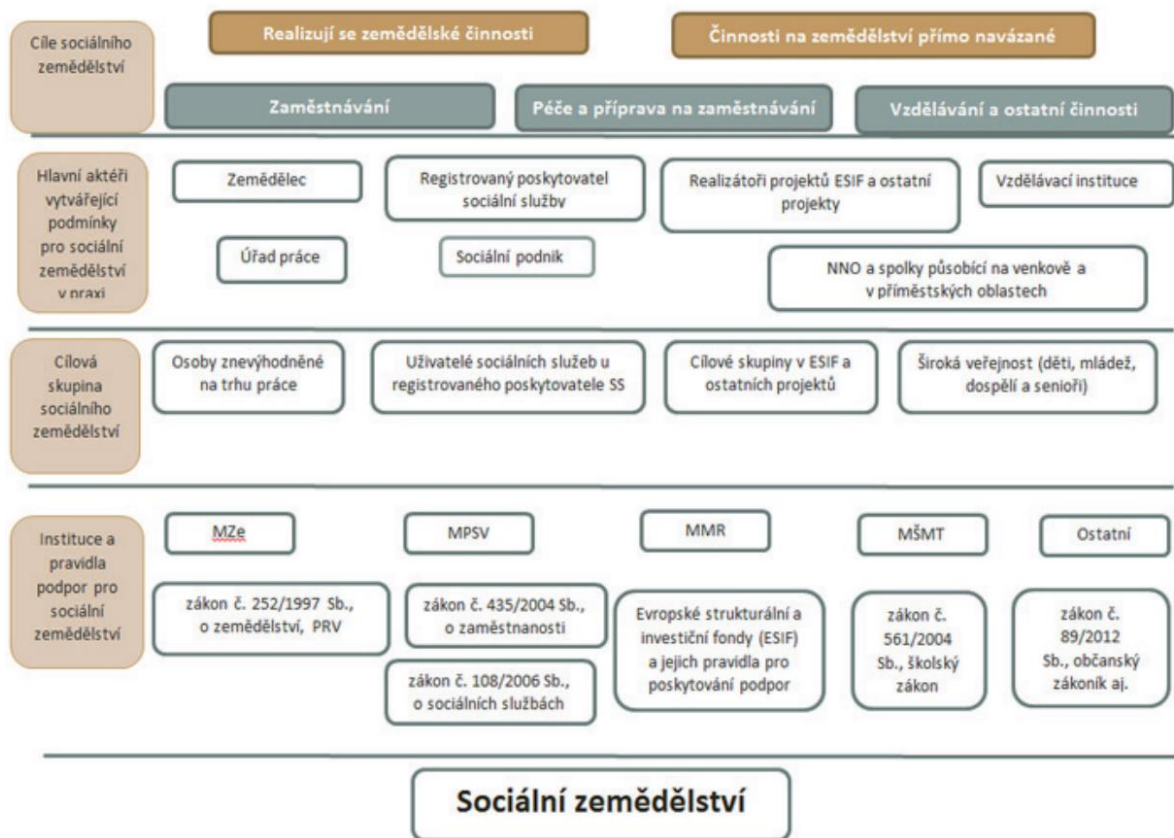 Cíle sociálního
zemědělství
Realizují se zemědělské činnosti
Činnosti na zemědělství přímo navázané
Zaměstnávání
Péče a příprava na zaměstnávání
Vzdělávání a ostatní činnosti
Hlavní aktéři
vytvářející
podmínky
pro sociální
zemědělství
v praxi
Zemědělec
Registrovaný poskytovatel
sociální služby
Realizátoři projektů ESIF a ostatní
projekty
Vzdělávací instituce
Úřad práce
Sociální podnik
NNO a spolky působící na venkově a
v příměstských oblastech
Cílová
skupina
sociálního
zemědělství
Osoby znevýhodněné
na trhu práce
Uživatelé sociálních služeb u
registrovaného poskytovatele SS
Cílové skupiny v ESIF a
ostatních projektů
Široká veřejnost (děti, mládež,
dospělí a senioři)
Instituce a
pravidla
podpor pro
sociální
zemědělství
MZe
MPSV
MMR
MŠMT
Ostatní
zákon č. 252/1997 Sb.,
o zemědělství, PRV
zákon č. 435/2004 Sb.,
o zaměstnanosti
zákon č. 108/2006 Sb.,
o sociálních službách
Evropské strukturální a
investiční fondy (ESIF)
a jejich pravidla pro
poskytování podpor
zákon č.
561/2004
Sb., školský
zákon
zákon č.
89/2012
Sb., občanský
zákoník aj.
Sociální zemědělství